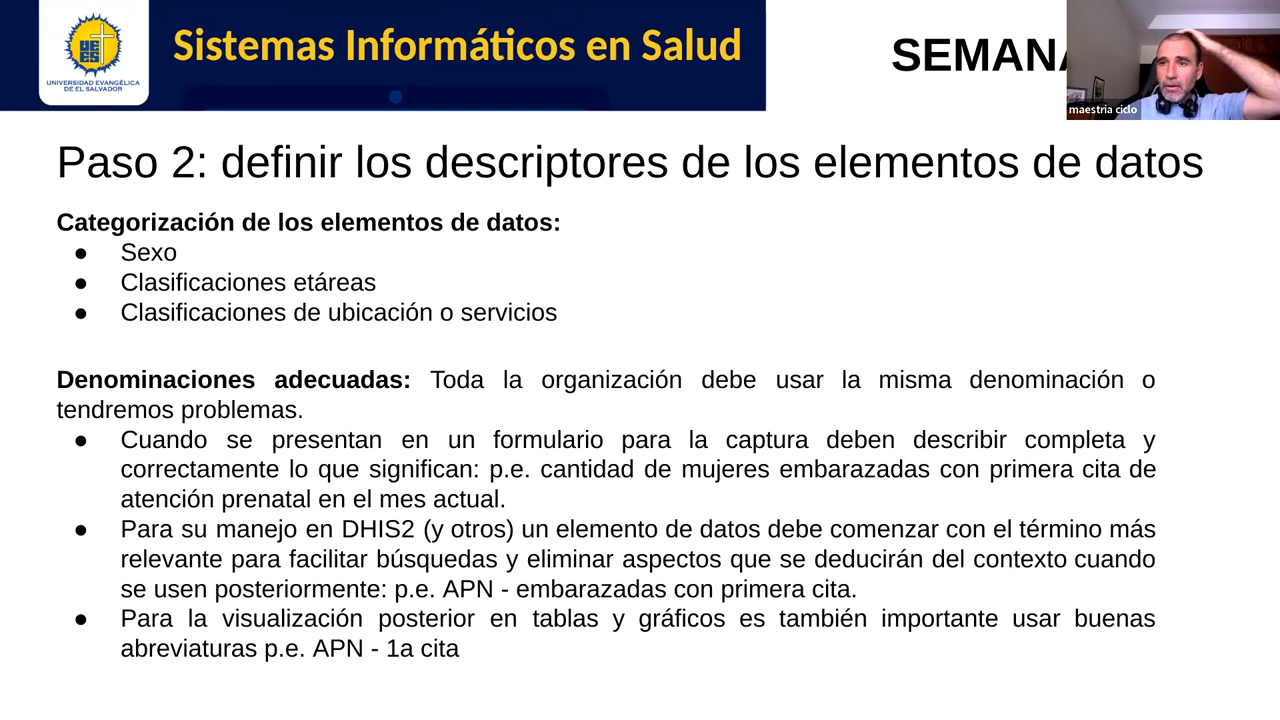 Sistemas Informáticos en Salud
UNIVERSIDAD EVANGÉLICA
DE EL SALVADOR
SEMANA
maestria ciclo
Paso 2: definir los descriptores de los elementos de datos
Categorización de los elementos de datos:
● Sexo
● Clasificaciones etáreas
● Clasificaciones de ubicación o servicios
Denominaciones adecuadas: Toda la organización debe usar la misma denominación o
tendremos problemas.
● Cuando se presentan en un formulario para la captura deben describir completa y
correctamente lo que significan: p.e. cantidad de mujeres embarazadas con primera cita de
atención prenatal en el mes actual.
● Para su manejo en DHIS2 (y otros) un elemento de datos debe comenzar con el término más
relevante para facilitar búsquedas y eliminar aspectos que se deducirán del contexto cuando
se usen posteriormente: p.e. APN - embarazadas con primera cita.
● Para la visualización posterior en tablas y gráficos es también importante usar buenas
abreviaturas p.e. APN - 1a cita